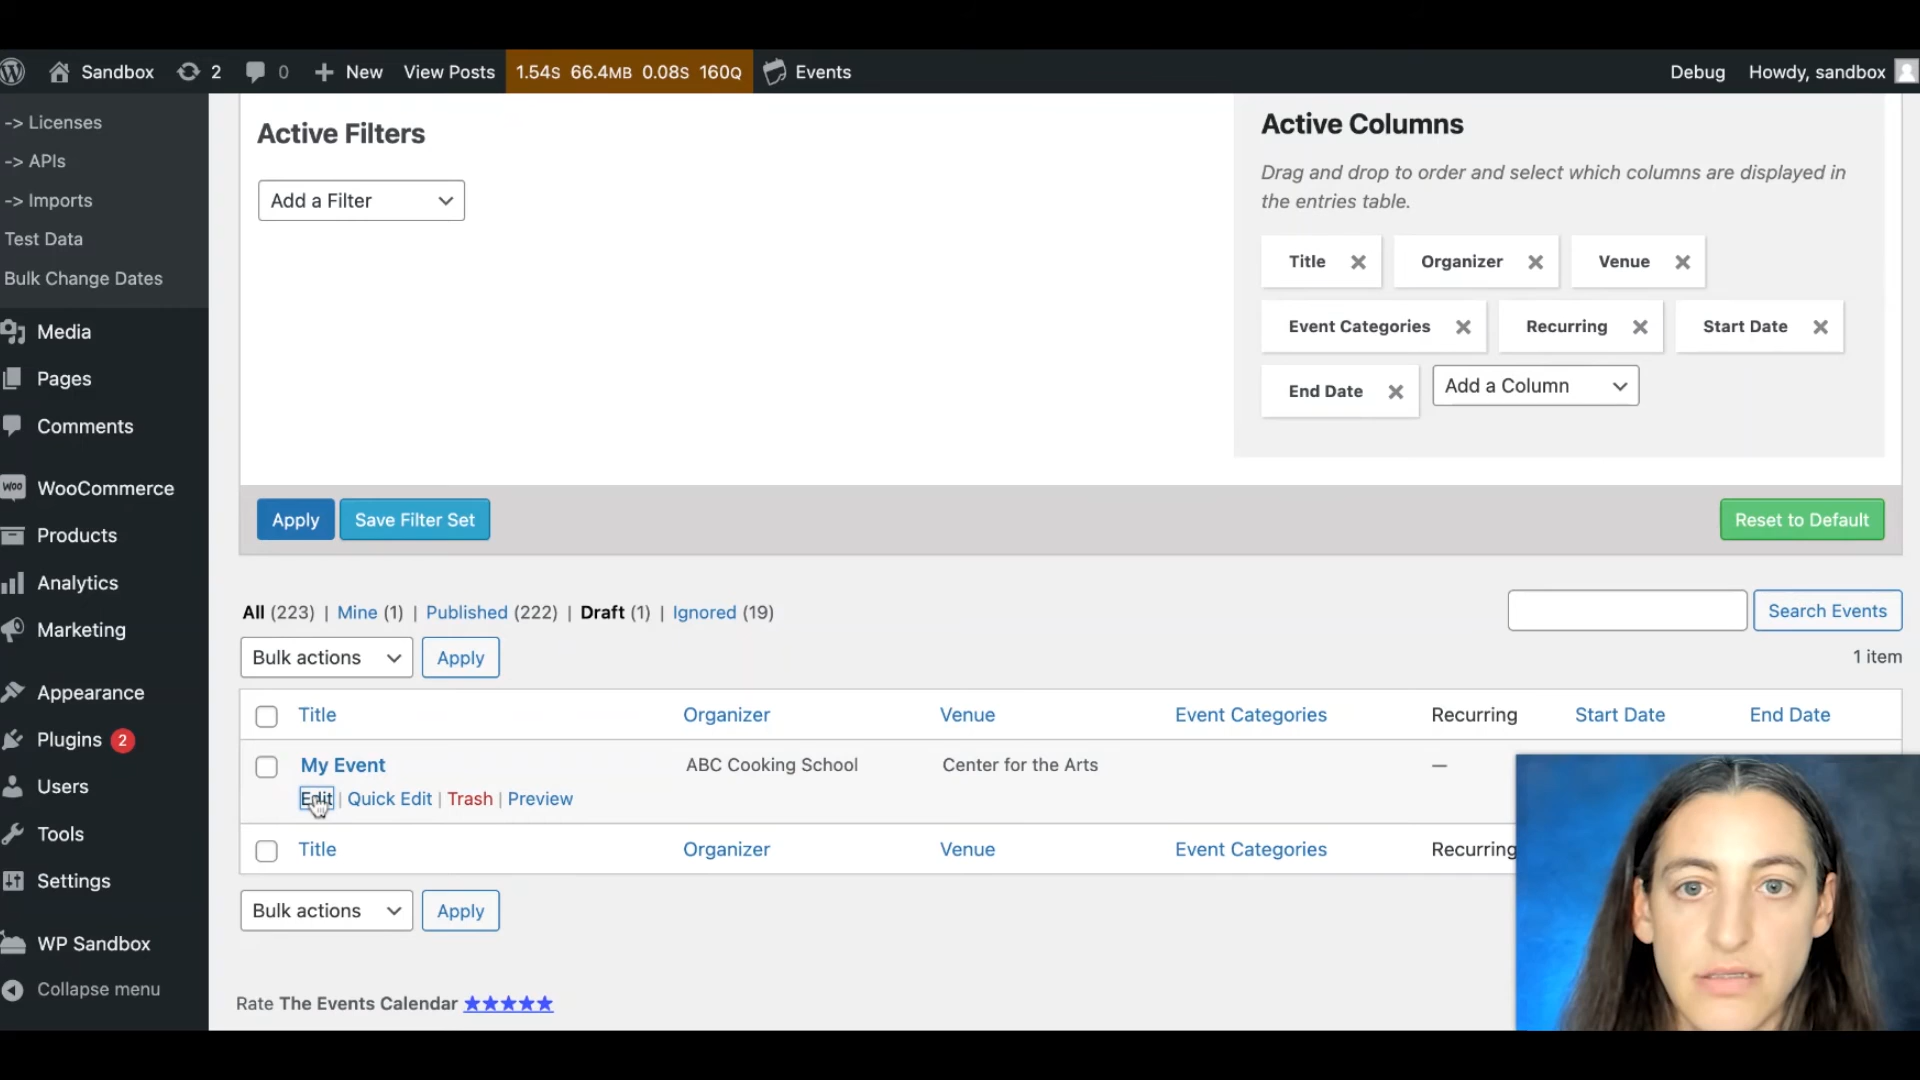 Sandbox 2 0 New View Posts 1.54S 66.4MB 0.08S 160Q Events Debug Howdy, sandbox
-> Licenses
-> APIs
-> Imports
Test Data
Bulk Change Dates
Media
Pages
Comments
WooCommerce
Products
Analytics
Marketing
Appearance
Plugins 2
Users
Tools
Settings
WP Sandbox
Collapse menu
Active Filters
Add a Filter
Active Columns
Drag and drop to order and select which columns are displayed in
the entries table.
Title Organizer Venue
Event Categories Recurring Start Date
End Date Add a Column
Apply Save Filter Set Reset to Default
All (223) | Mine (1) | Published (222) | Draft (1) | Ignored (19)
Search Events
Bulk actions Apply
1 item
Title Organizer Venue Event Categories Recurring Start Date End Date
My Event ABC Cooking School Center for the Arts —
Edit | Quick Edit | Trash | Preview
Title Organizer Venue Event Categories Recurring
Bulk actions Apply
Rate The Events Calendar ★★★★★